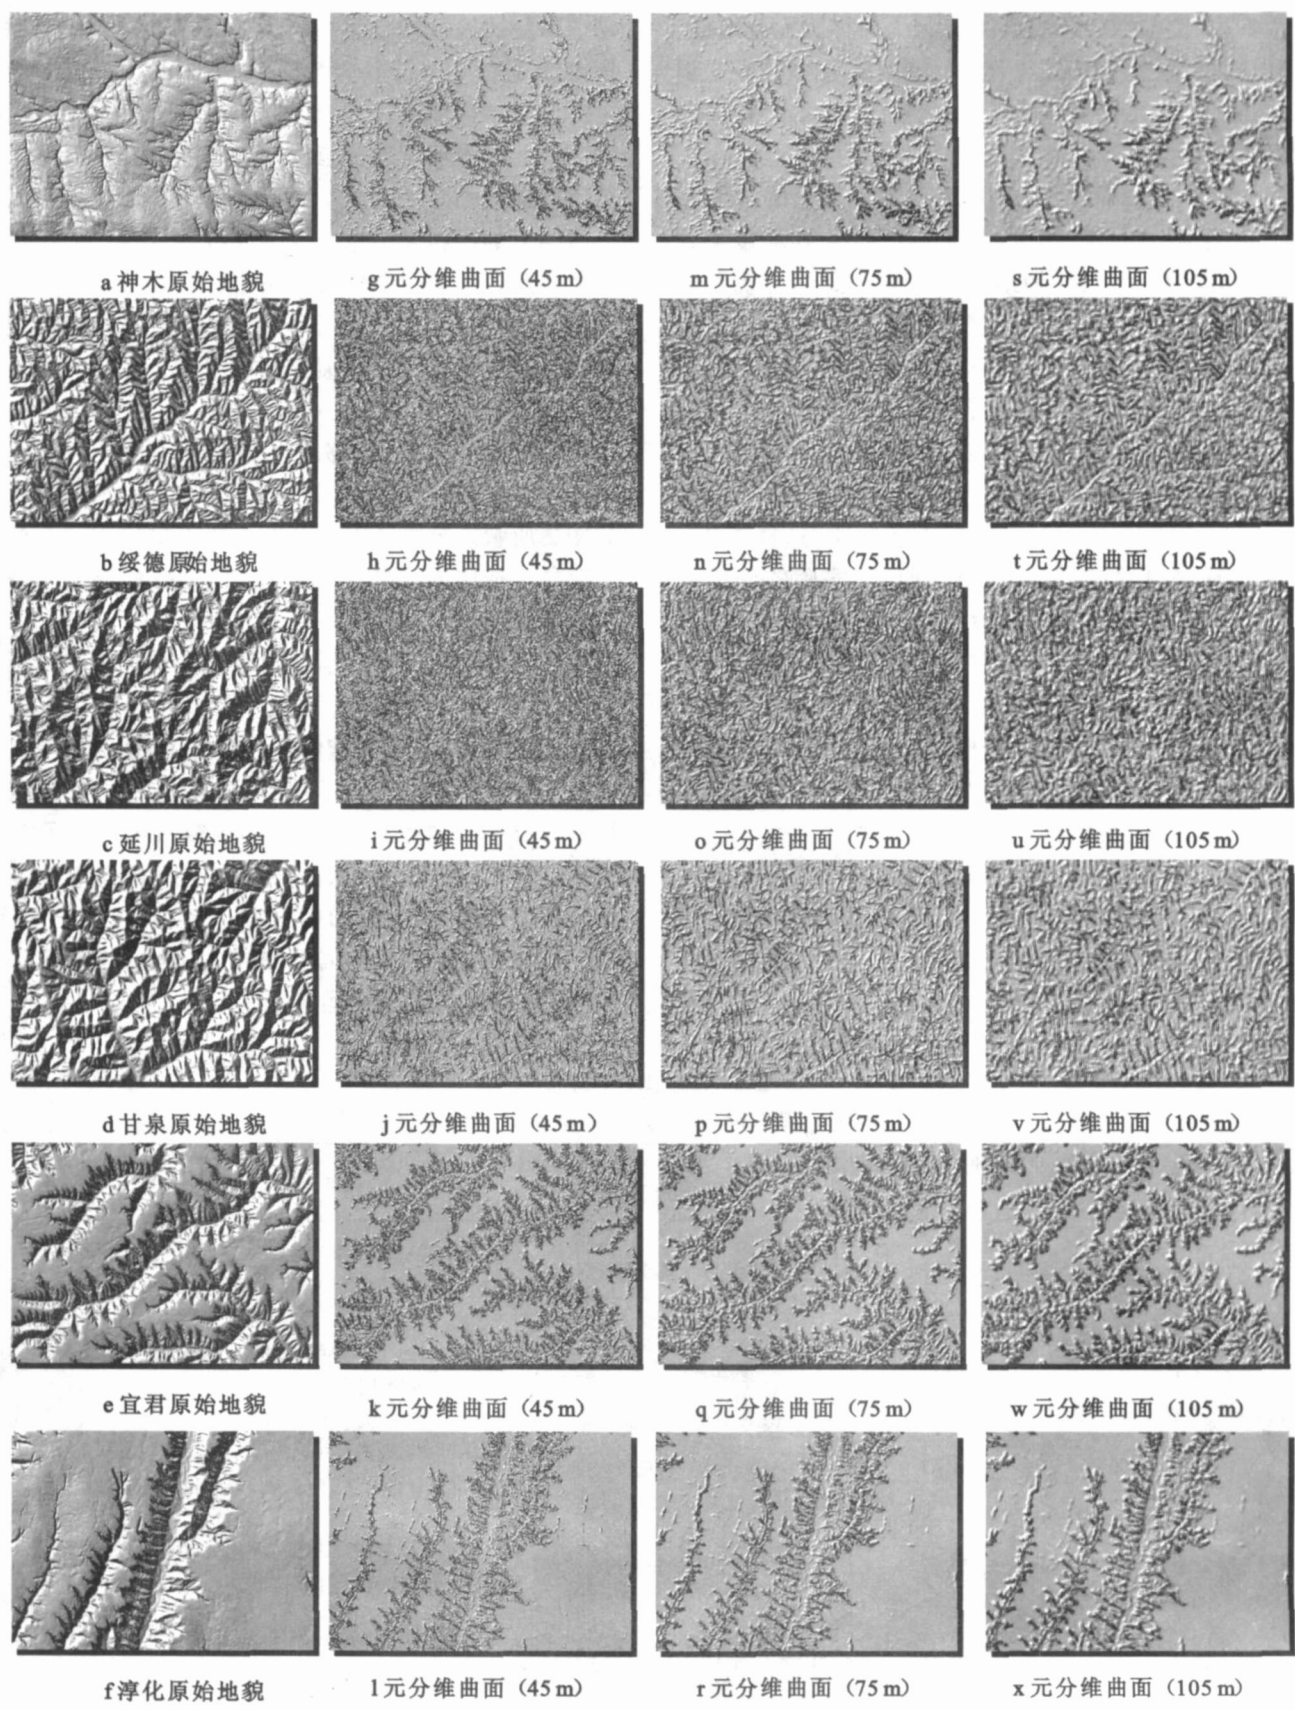 a 神木原始地貌 g 元分维曲面 (45 m) m 元分维曲面 (75 m) s 元分维曲面 (105 m)
b 绥德原始地貌 h 元分维曲面 (45 m) n 元分维曲面 (75 m) t 元分维曲面 (105 m)
c 延川原始地貌 i 元分维曲面 (45 m) o 元分维曲面 (75 m) u 元分维曲面 (105 m)
d 甘泉原始地貌 j 元分维曲面 (45 m) p 元分维曲面 (75 m) v 元分维曲面 (105 m)
e 宜君原始地貌 k 元分维曲面 (45 m) q 元分维曲面 (75 m) w 元分维曲面 (105 m)
f 淳化原始地貌 l 元分维曲面 (45 m) r 元分维曲面 (75 m) x 元分维曲面 (105 m)